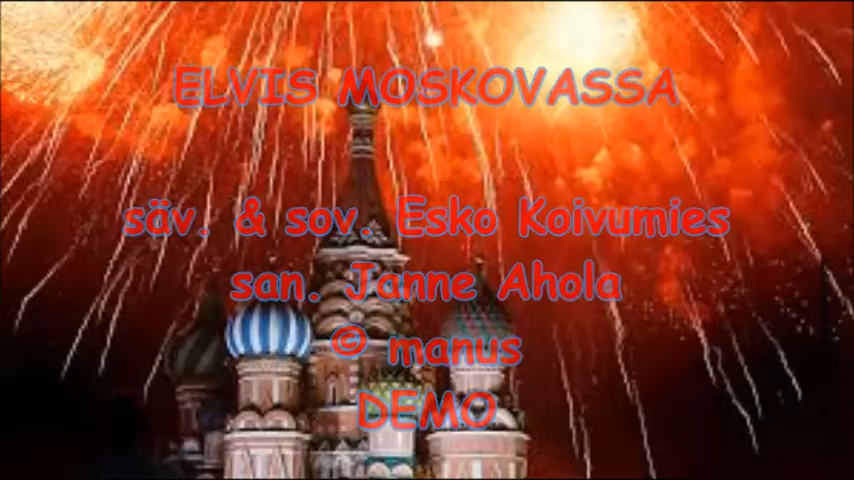 ELVIS MOSKOVASSA
säv. & sov. Esko Koivumies
san. Janne Ahola
© manus
DEMO